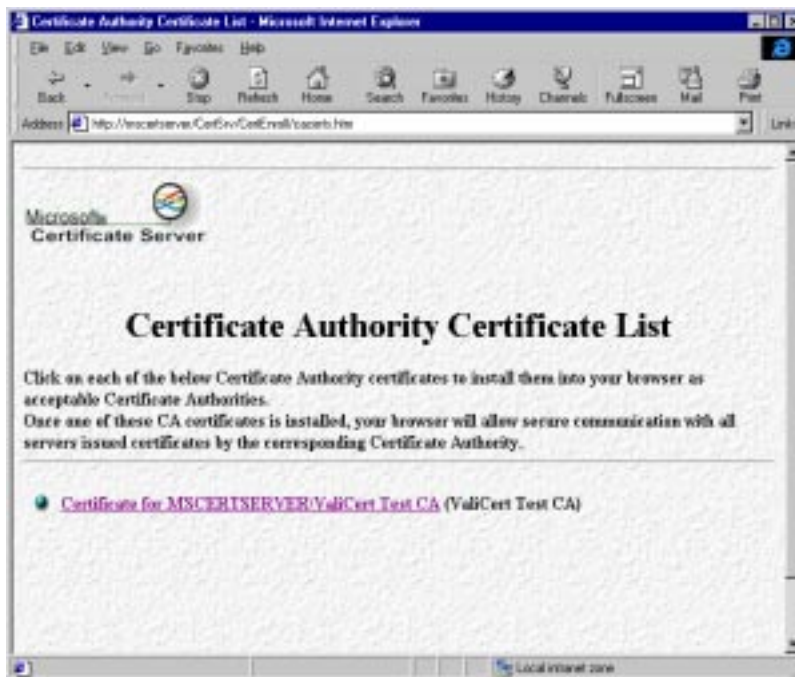 Certificate Authority Certificate List - Microsoft Internet Explorer
File Edit View Go Favorites Help
Back Forward Stop Refresh Home Search Favorites History Channels Fullscreen Mail Print
Address http://mscertserver/CertSrv/CertEnroll/cacerts.htm Links
Microsoft
Certificate Server
Certificate Authority Certificate List
Click on each of the below Certificate Authority certificates to install them into your browser as
acceptable Certificate Authorities.
Once one of these CA certificates is installed, your browser will allow secure communication with all
servers issued certificates by the corresponding Certificate Authority.
Certificate for MSCERTSERVER/ValiCert Test CA (ValiCert Test CA)
Local intranet zone